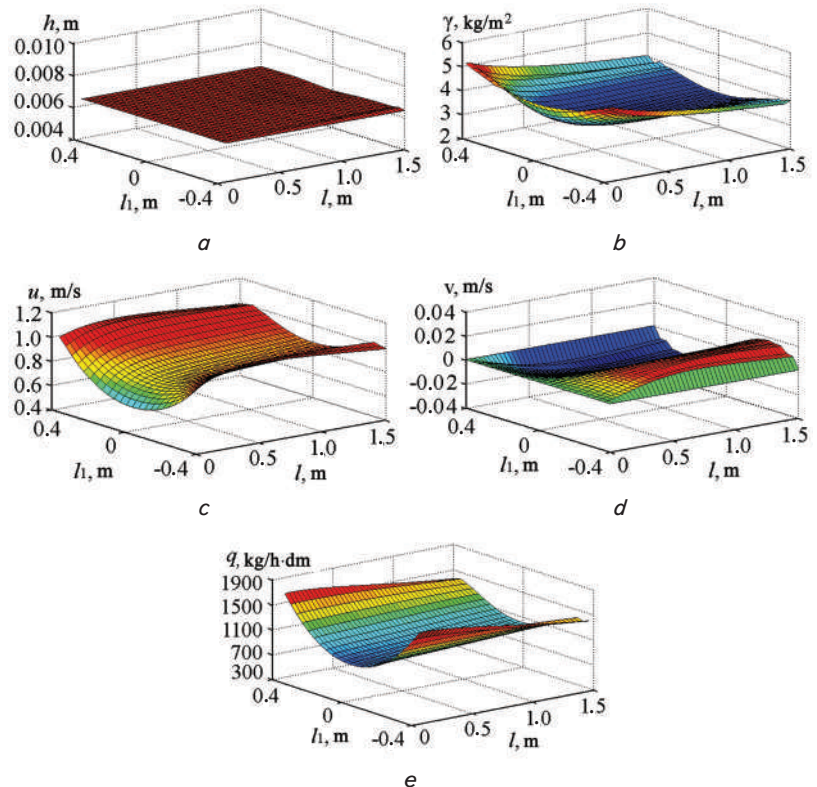 h, m
0.010
0.008
0.006
0.004
0.4
0
-0.4
l1, m
0
0.5
1.0
1.5
l, m
a
γ, kg/m²
6
5
4
3
2
0.4
0
-0.4
l1, m
0
0.5
1.0
1.5
l, m
b
u, m/s
1.2
1.0
0.8
0.6
0.4
0.4
0
-0.4
l1, m
0
0.5
1.0
1.5
l, m
c
v, m/s
0.04
0.02
0
-0.02
-0.04
0.4
0
-0.4
l1, m
0
0.5
1.0
1.5
l, m
d
q, kg/h·dm
1900
1500
1100
700
300
0.4
0
-0.4
l1, m
0
0.5
1.0
1.5
l, m
e